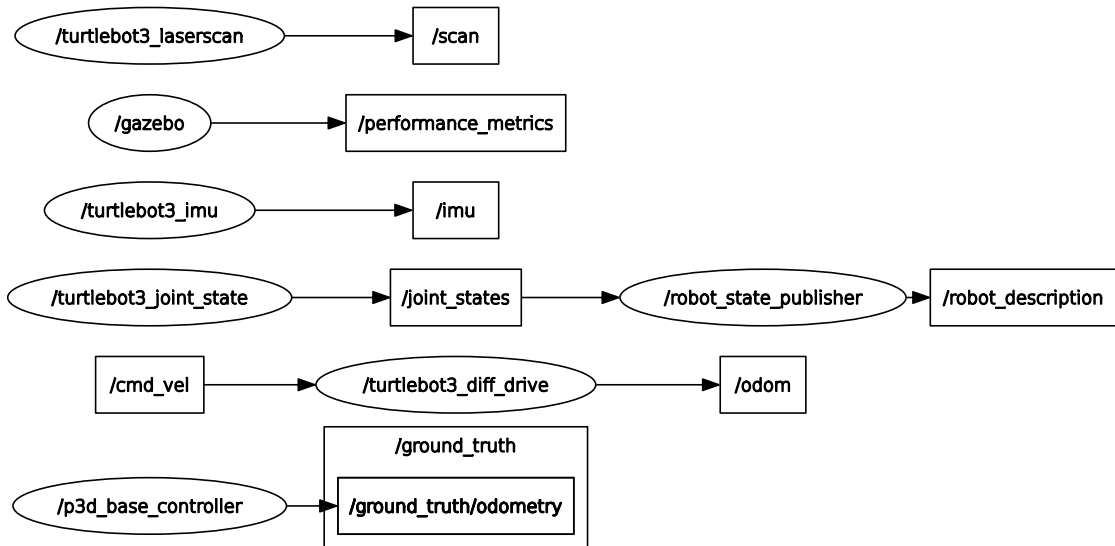 /turtlebot3_laserscan
/scan
/gazebo
/performance_metrics
/turtlebot3_imu
/imu
/turtlebot3_joint_state
/joint_states
/robot_state_publisher
/robot_description
/cmd_vel
/turtlebot3_diff_drive
/odom
/ground_truth
/p3d_base_controller
/ground_truth/odometry